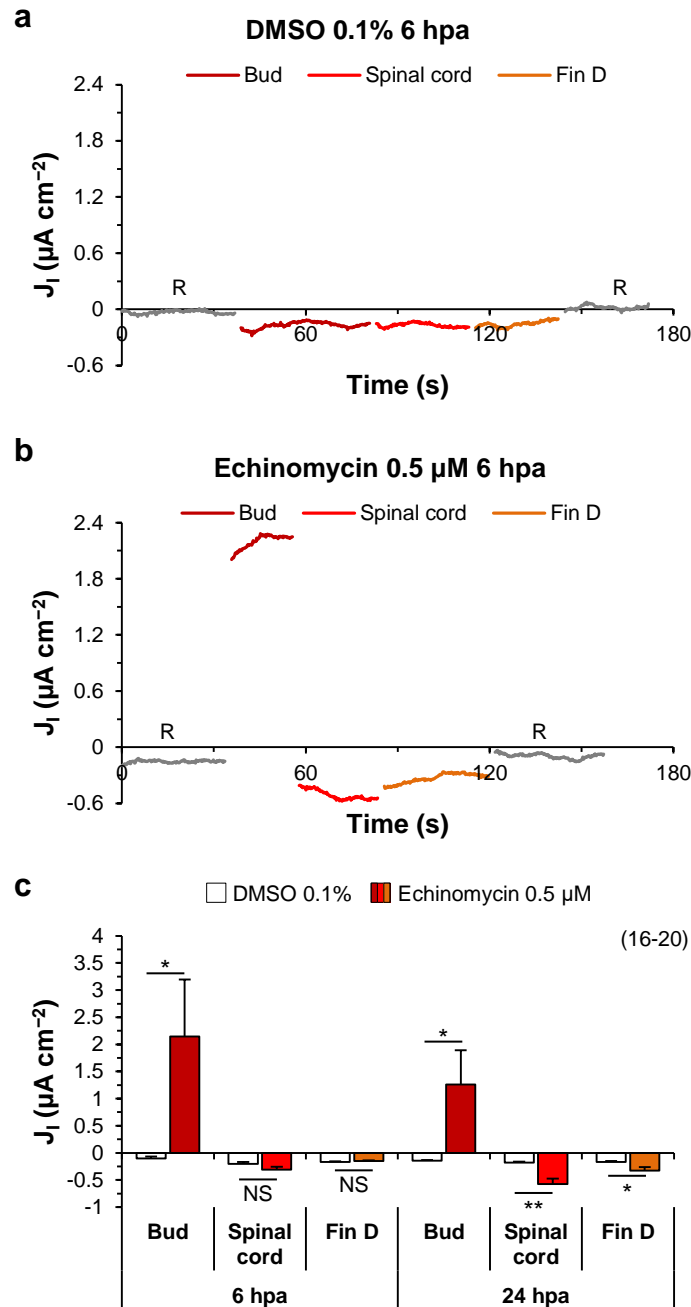 a
DMSO 0.1% 6 hpa
Bud Spinal cord Fin D
2.4
1.8
1.2
0.6
0
-0.6
J_I (µA cm⁻²)
R R
0 60 120 180
Time (s)
b
Echinomycin 0.5 µM 6 hpa
Bud Spinal cord Fin D
2.4
1.8
1.2
0.6
0
-0.6
J_I (µA cm⁻²)
R R
0 60 120 180
Time (s)
c
DMSO 0.1% Echinomycin 0.5 µM
(16-20)
4
3.5
3
2.5
2
1.5
1
0.5
0
-0.5
-1
J_I (µA cm⁻²)
* *
NS NS ** *
Bud Spinal cord Fin D Bud Spinal cord Fin D
6 hpa 24 hpa